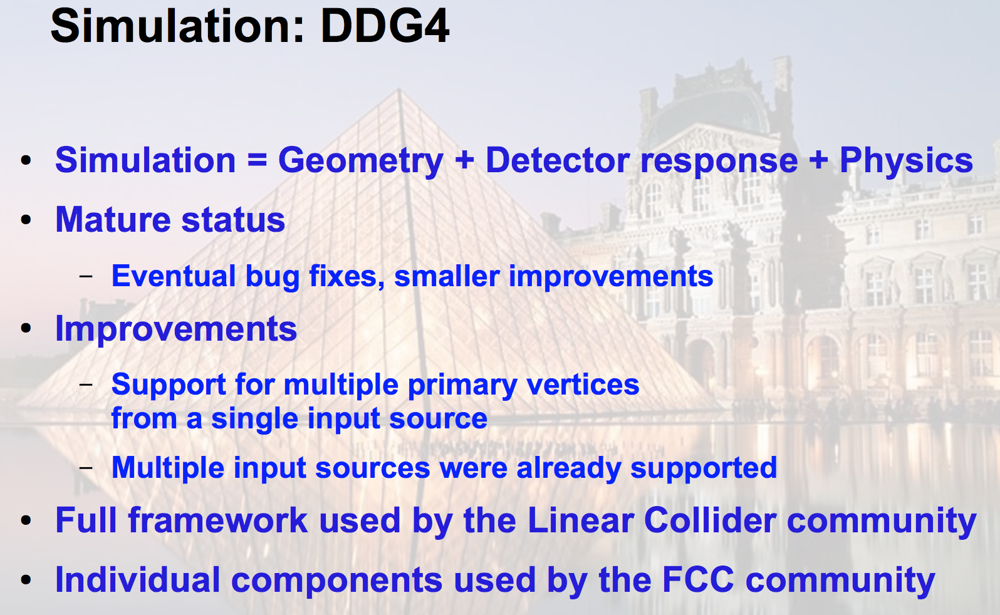 Simulation: DDG4
• Simulation = Geometry + Detector response + Physics
• Mature status
– Eventual bug fixes, smaller improvements
• Improvements
– Support for multiple primary vertices
from a single input source
– Multiple input sources were already supported
• Full framework used by the Linear Collider community
• Individual components used by the FCC community